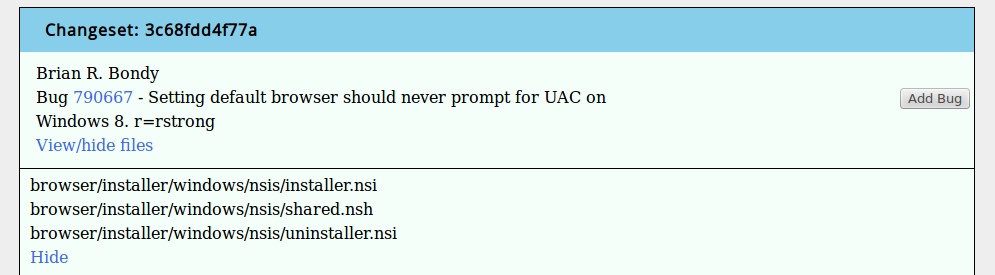 Changeset: 3c68fdd4f77a
Brian R. Bondy
Bug 790667 - Setting default browser should never prompt for UAC on
Add Bug
Windows 8. r=rstrong
View/hide files
browser/installer/windows/nsis/installer.nsi
browser/installer/windows/nsis/shared.nsh
browser/installer/windows/nsis/uninstaller.nsi
Hide